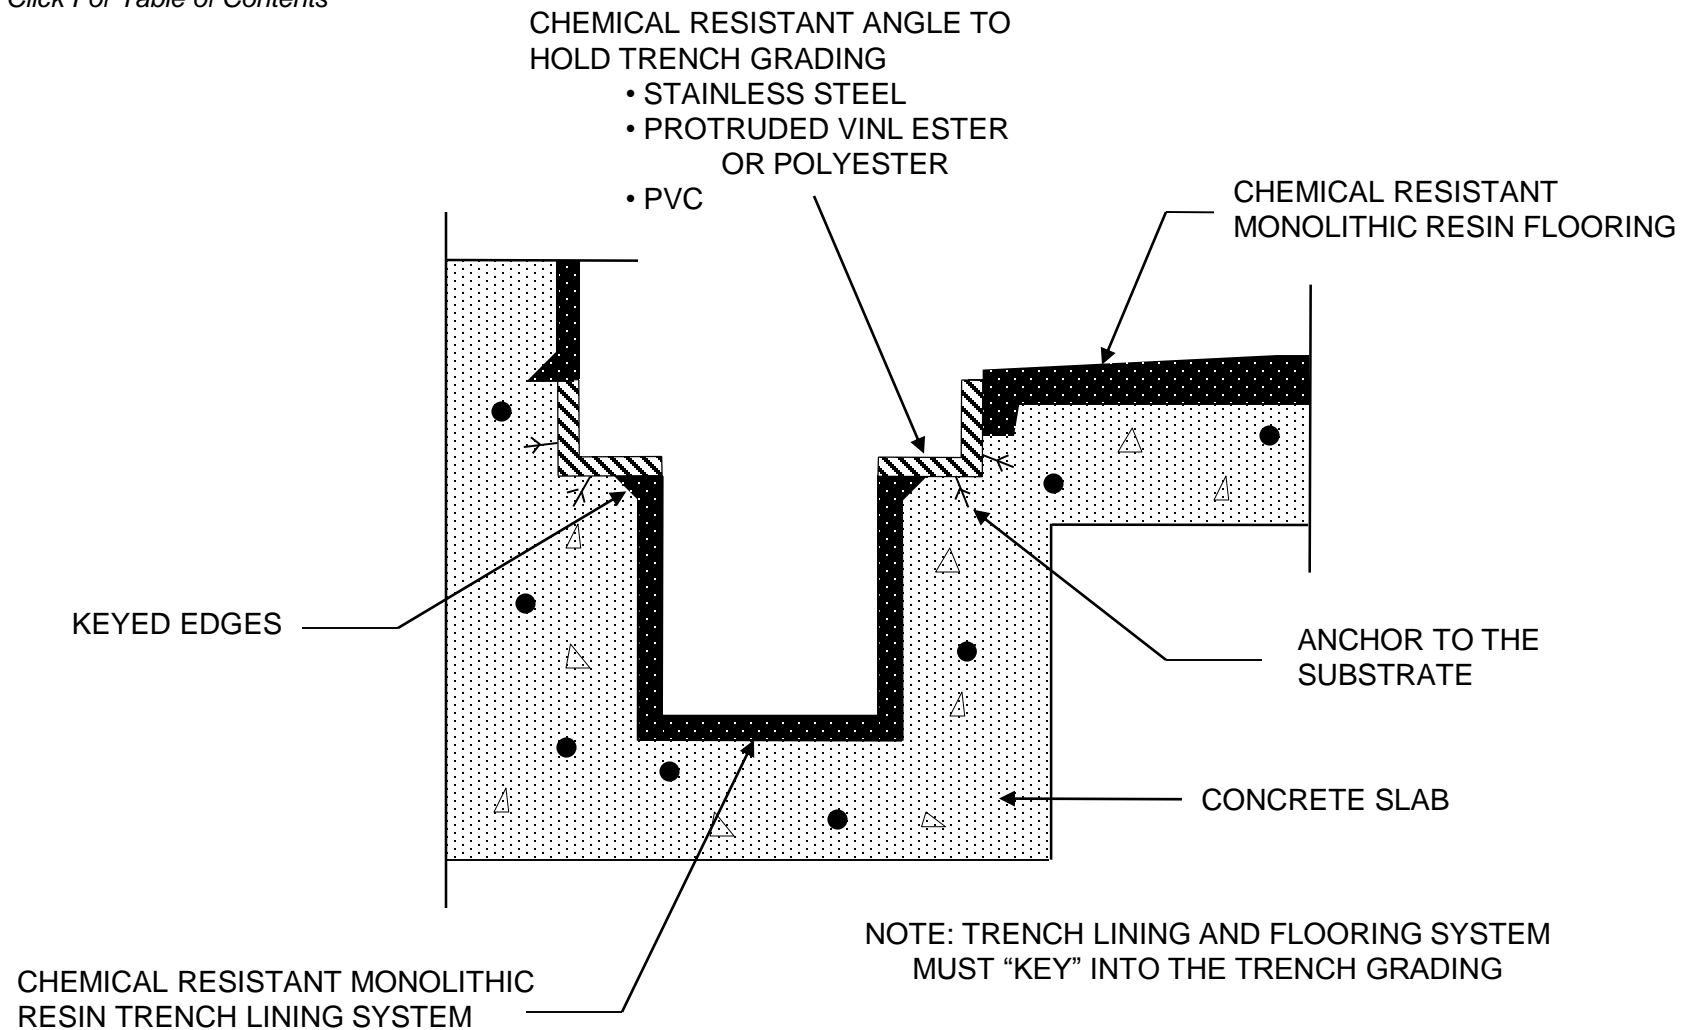 Click For Table of Contents
CHEMICAL RESISTANT ANGLE TO
HOLD TRENCH GRADING
• STAINLESS STEEL
• PROTRUDED VINL ESTER
OR POLYESTER
• PVC
CHEMICAL RESISTANT
MONOLITHIC RESIN FLOORING
KEYED EDGES
ANCHOR TO THE
SUBSTRATE
CONCRETE SLAB
NOTE: TRENCH LINING AND FLOORING SYSTEM
MUST “KEY” INTO THE TRENCH GRADING
CHEMICAL RESISTANT MONOLITHIC
RESIN TRENCH LINING SYSTEM